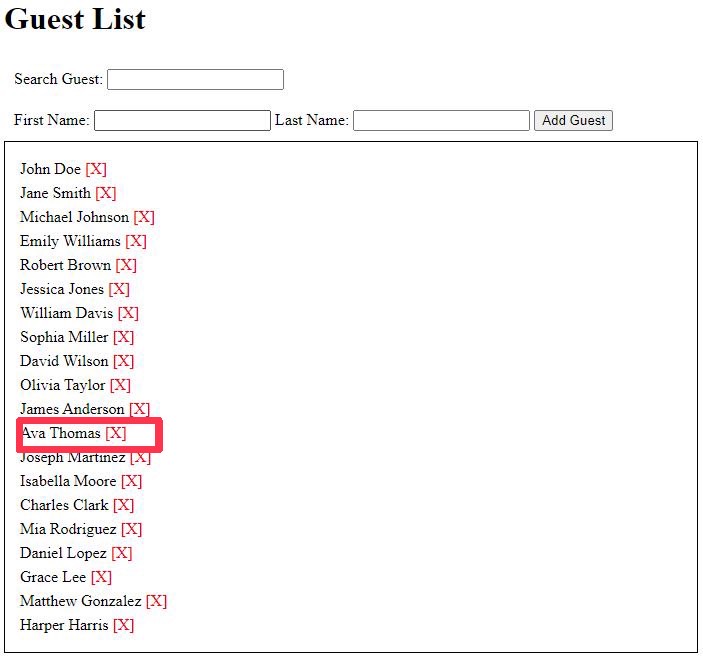 Guest List
Search Guest:
First Name: Last Name: Add Guest
John Doe [X]
Jane Smith [X]
Michael Johnson [X]
Emily Williams [X]
Robert Brown [X]
Jessica Jones [X]
William Davis [X]
Sophia Miller [X]
David Wilson [X]
Olivia Taylor [X]
James Anderson [X]
Ava Thomas [X]
Joseph Martinez [X]
Isabella Moore [X]
Charles Clark [X]
Mia Rodriguez [X]
Daniel Lopez [X]
Grace Lee [X]
Matthew Gonzalez [X]
Harper Harris [X]